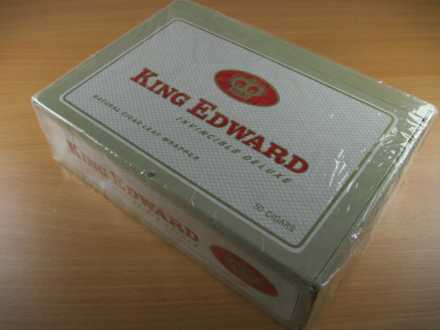 KING EDWARD
INVINCIBLE DELUXE
NATURAL CIGAR LEAF WRAPPER
50 CIGARS
KING EDWARD